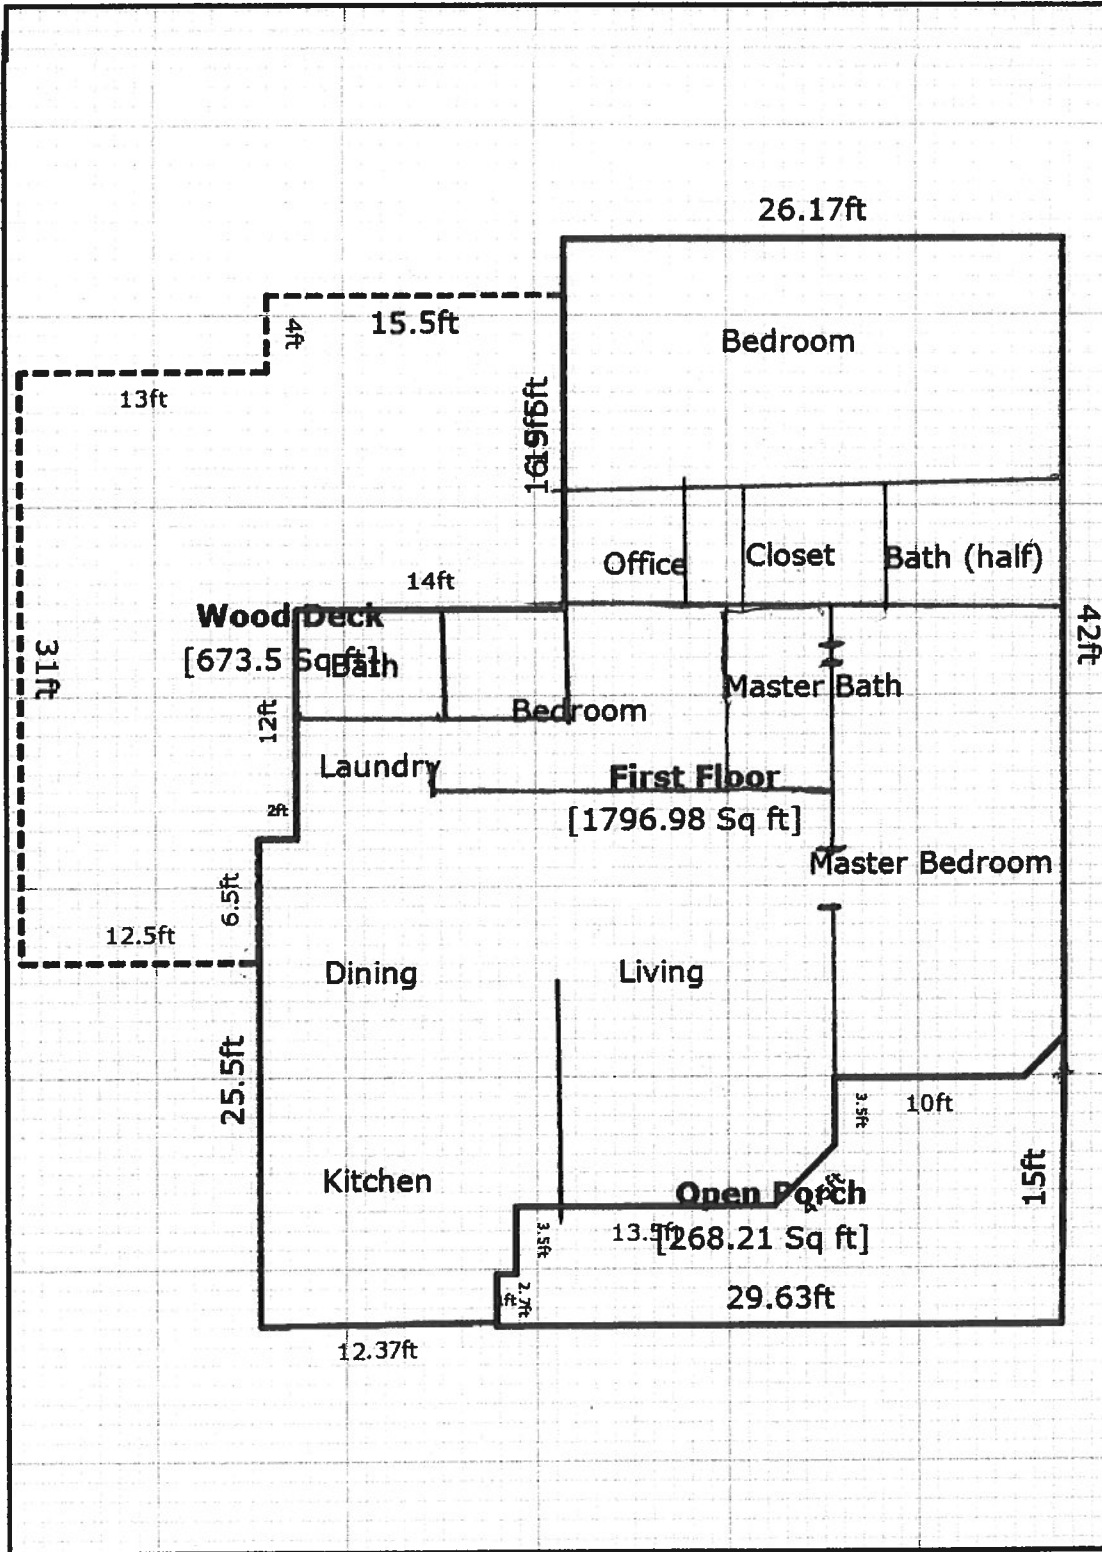 26.17ft
15.5ft
4ft
Bedroom
13ft
Office
Closet
Bath (half)
14ft
Wood Deck
[673.5 Sq ft]
Bath
42ft
31ft
12ft
Master Bath
Bedroom
Laundry
First Floor
2ft
[1796.98 Sq ft]
Master Bedroom
6.5ft
12.5ft
Dining
Living
25.5ft
3.5ft
10ft
Kitchen
15ft
Open Porch
3.5ft
13.5ft
[268.21 Sq ft]
2.7ft
1ft
29.63ft
12.37ft